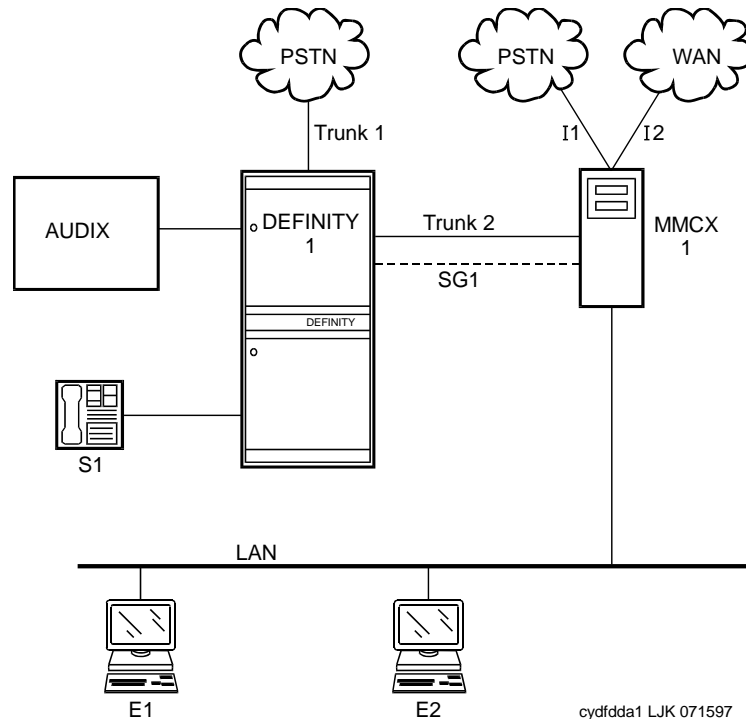 PSTN
PSTN
WAN
Trunk 1
I1
I2
AUDIX
DEFINITY
1
Trunk 2
MMCX
1
SG1
DEFINITY
S1
LAN
E1
E2
cydfdda1 LJK 071597